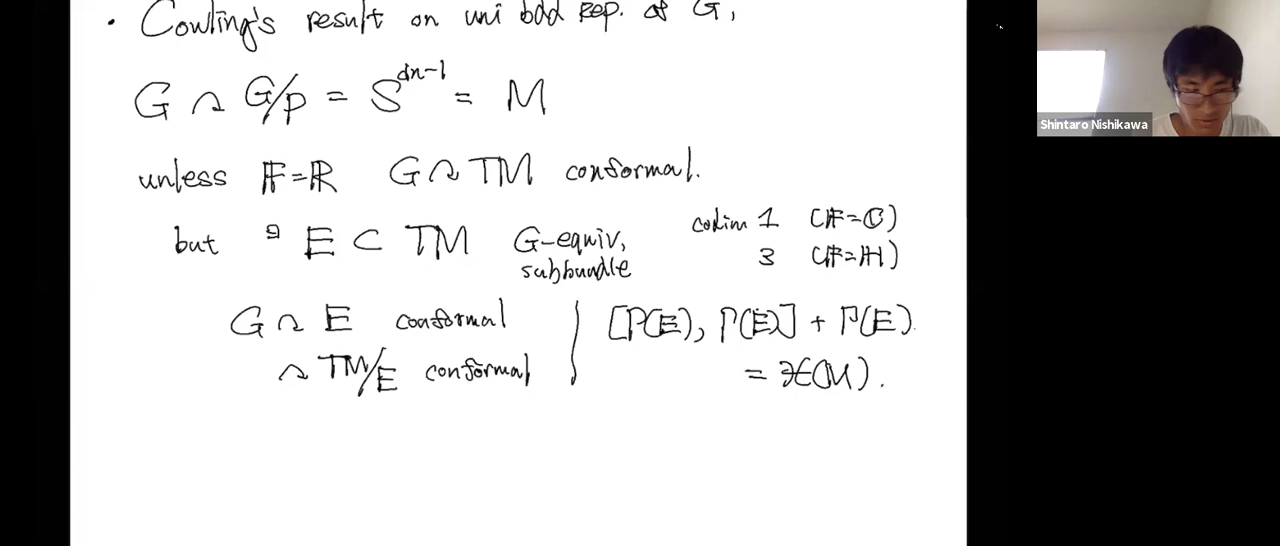 • Cowling's result on uni bdd rep. of G,
G ↷ G/P = S^{dn-1} = M
unless 𝔽=ℝ G ↷ TM conformal.
but ∃ E ⊂ TM G-equiv, subbundle
codim 1 (𝔽=ℂ)
3 (𝔽=ℍ)
G ↷ E conformal
↷ TM/E conformal
[Γ(E), Γ(E)] + Γ(E)
= 𝔛(M).
Shintaro Nishikawa